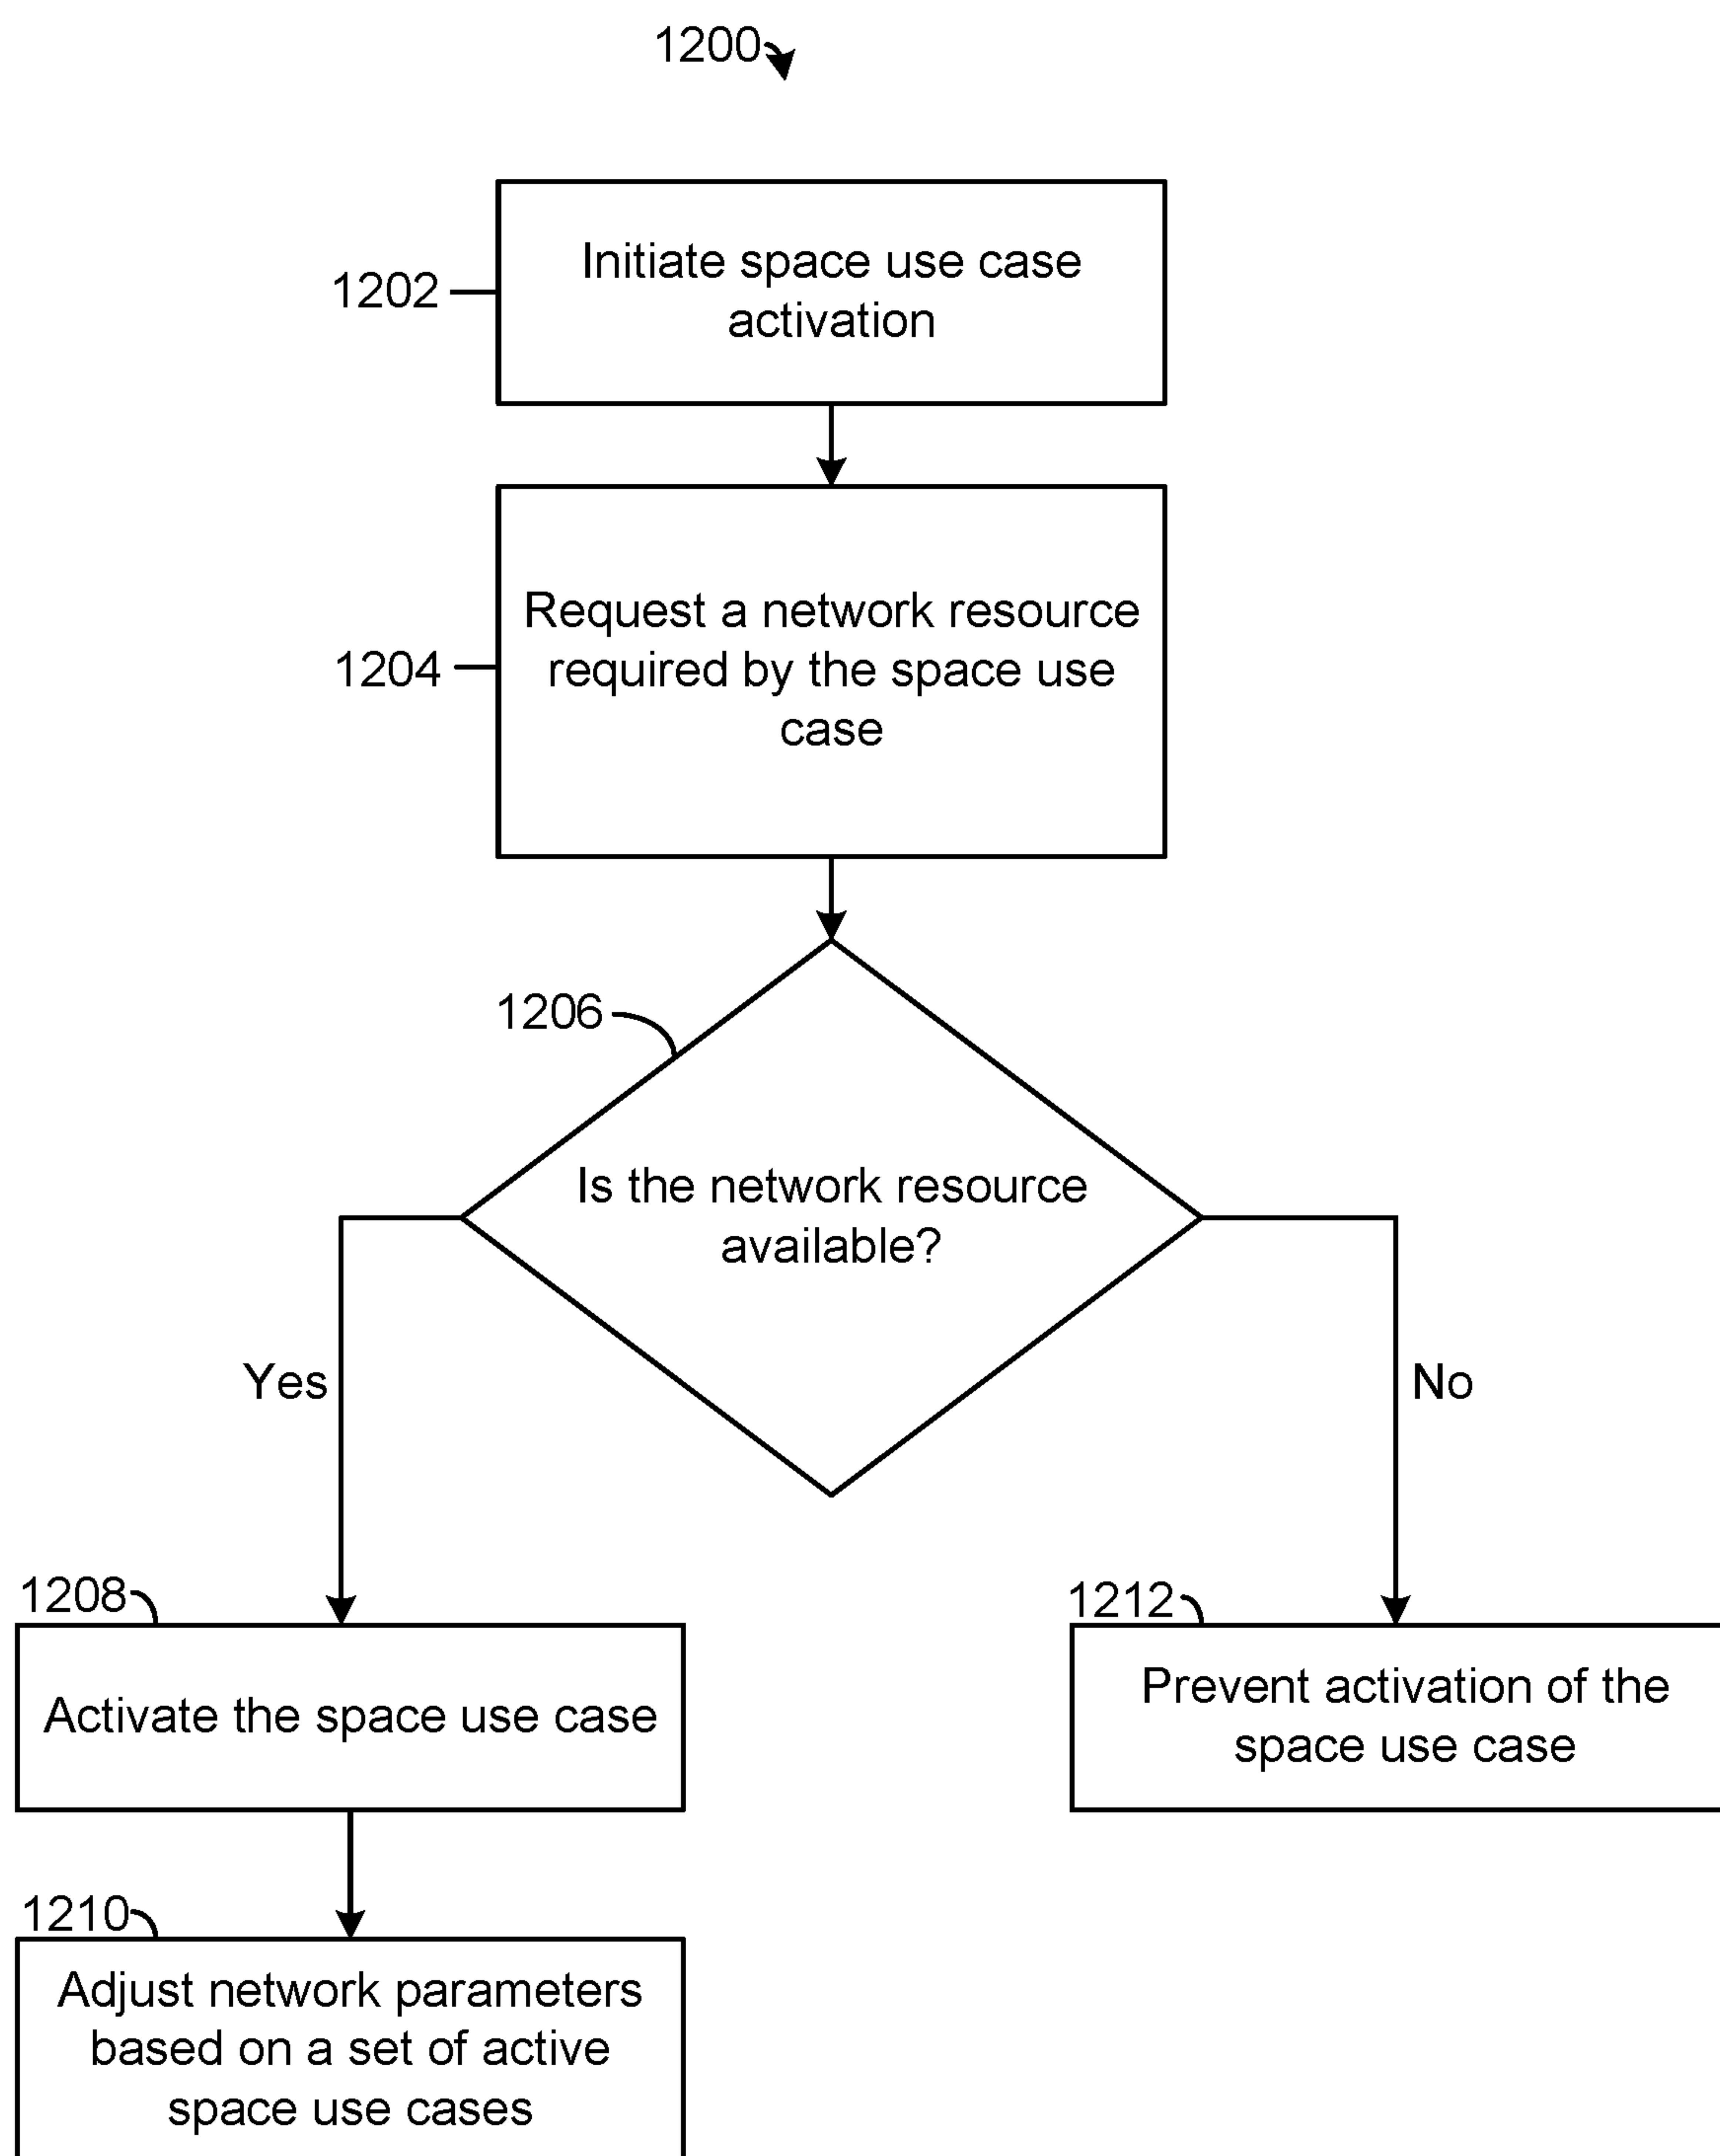 1200
Initiate space use case
activation
1202
Request a network resource
required by the space use
case
1204
1206
Is the network resource
available?
Yes
No
1208
Activate the space use case
1212
Prevent activation of the
space use case
1210
Adjust network parameters
based on a set of active
space use cases